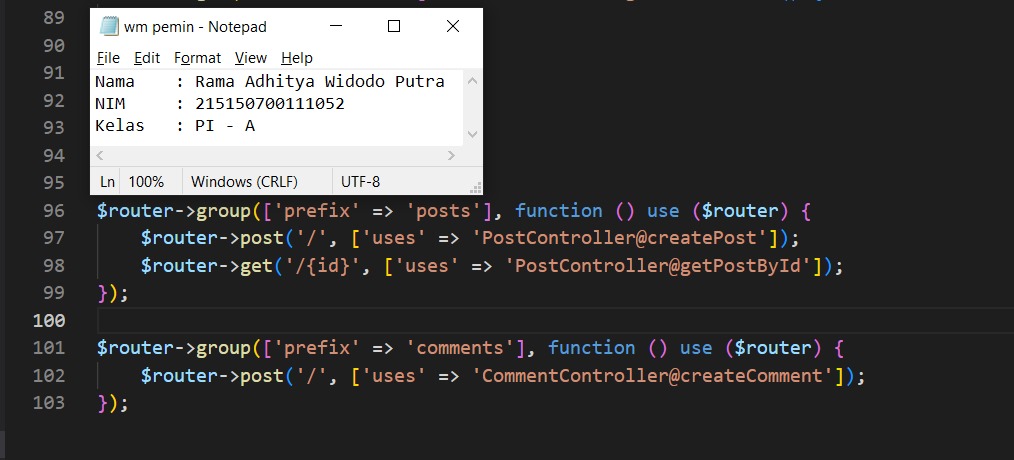 89
90
91
92
93
94
95
wm pemin - Notepad
File Edit Format View Help
Nama    : Rama Adhitya Widodo Putra
NIM     : 215150700111052
Kelas   : PI - A
Ln 100% Windows (CRLF) UTF-8
96 $router->group(['prefix' => 'posts'], function () use ($router) {
97     $router->post('/', ['uses' => 'PostController@createPost']);
98     $router->get('/{id}', ['uses' => 'PostController@getPostById']);
99 });
100
101 $router->group(['prefix' => 'comments'], function () use ($router) {
102     $router->post('/', ['uses' => 'CommentController@createComment']);
103 });